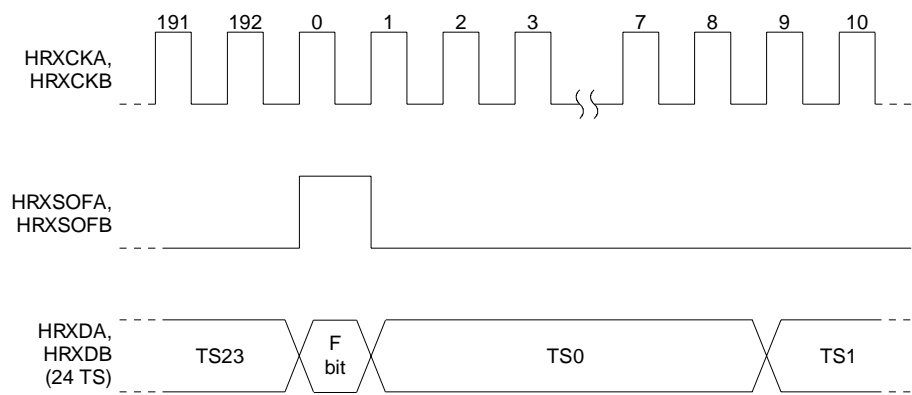 191 192 0 1 2 3 7 8 9 10
HRXCKA,
HRXCKB
HRXSOFA,
HRXSOFB
HRXDA,
HRXDB
(24 TS)
TS23
F
bit
TS0
TS1